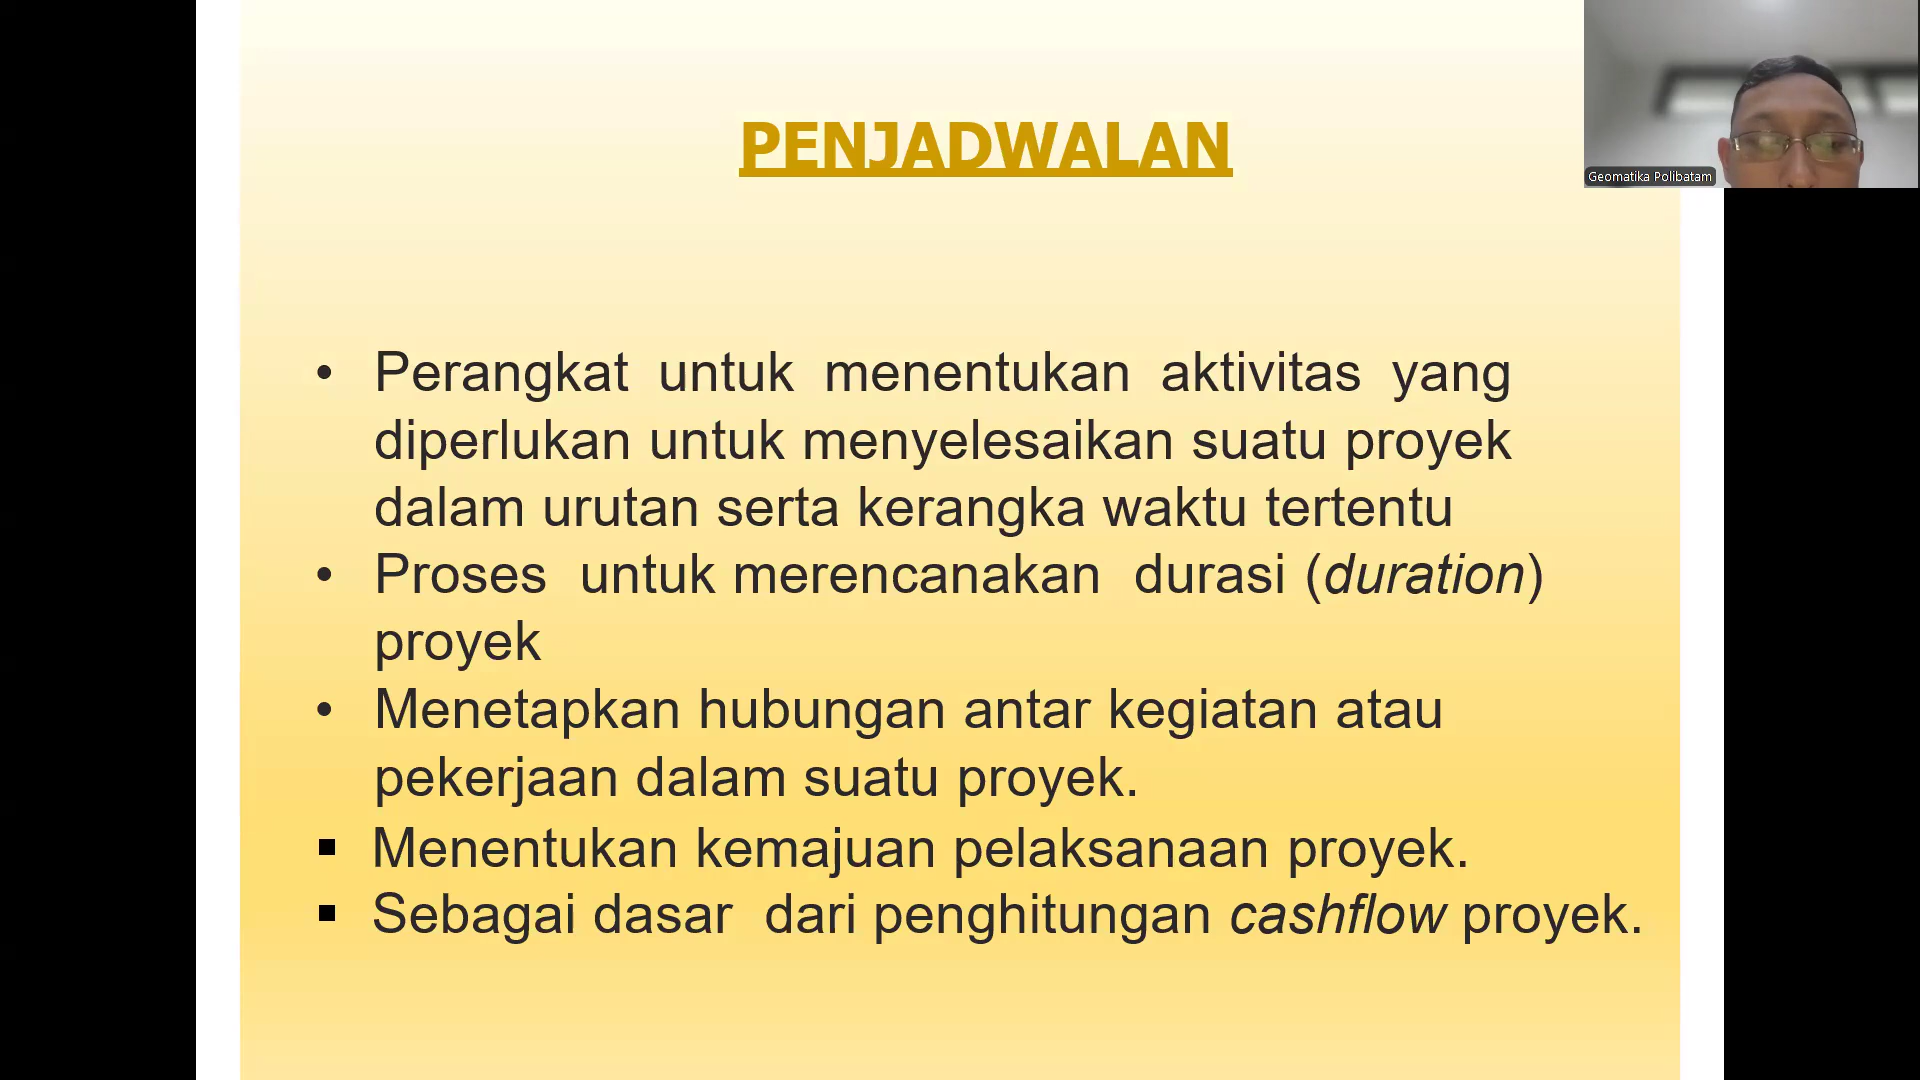 PENJADWALAN
Geomatika Polibatam
• Perangkat untuk menentukan aktivitas yang
diperlukan untuk menyelesaikan suatu proyek
dalam urutan serta kerangka waktu tertentu
• Proses untuk merencanakan durasi (duration)
proyek
• Menetapkan hubungan antar kegiatan atau
pekerjaan dalam suatu proyek.
▪ Menentukan kemajuan pelaksanaan proyek.
▪ Sebagai dasar dari penghitungan cashflow proyek.